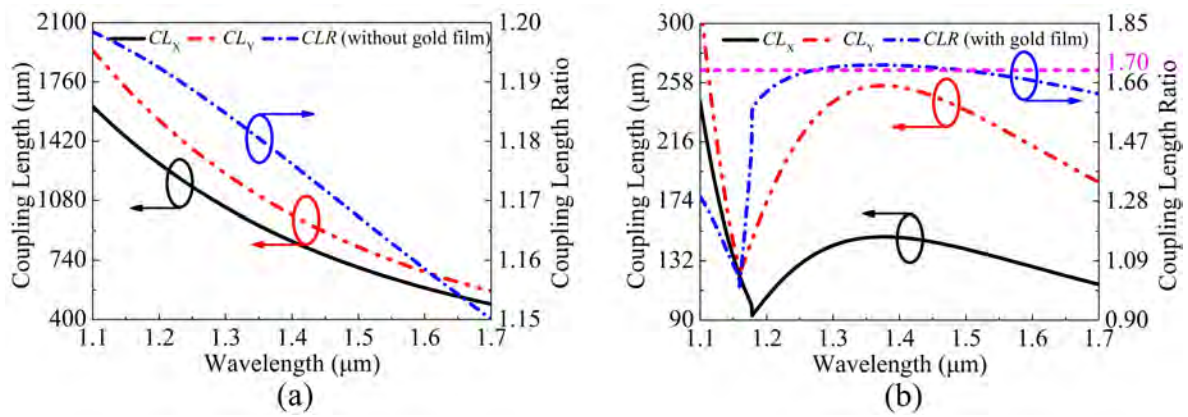 2100
1760
1420
1080
740
400
Coupling Length (μm)
CLX CLY CLR (without gold film)
1.20
1.19
1.18
1.17
1.16
1.15
Coupling Length Ratio
1.1 1.2 1.3 1.4 1.5 1.6 1.7
Wavelength (μm)
(a)
300
258
216
174
132
90
Coupling Length (μm)
CLX CLY CLR (with gold film)
1.70
1.85
1.66
1.47
1.28
1.09
0.90
Coupling Length Ratio
1.1 1.2 1.3 1.4 1.5 1.6 1.7
Wavelength (μm)
(b)